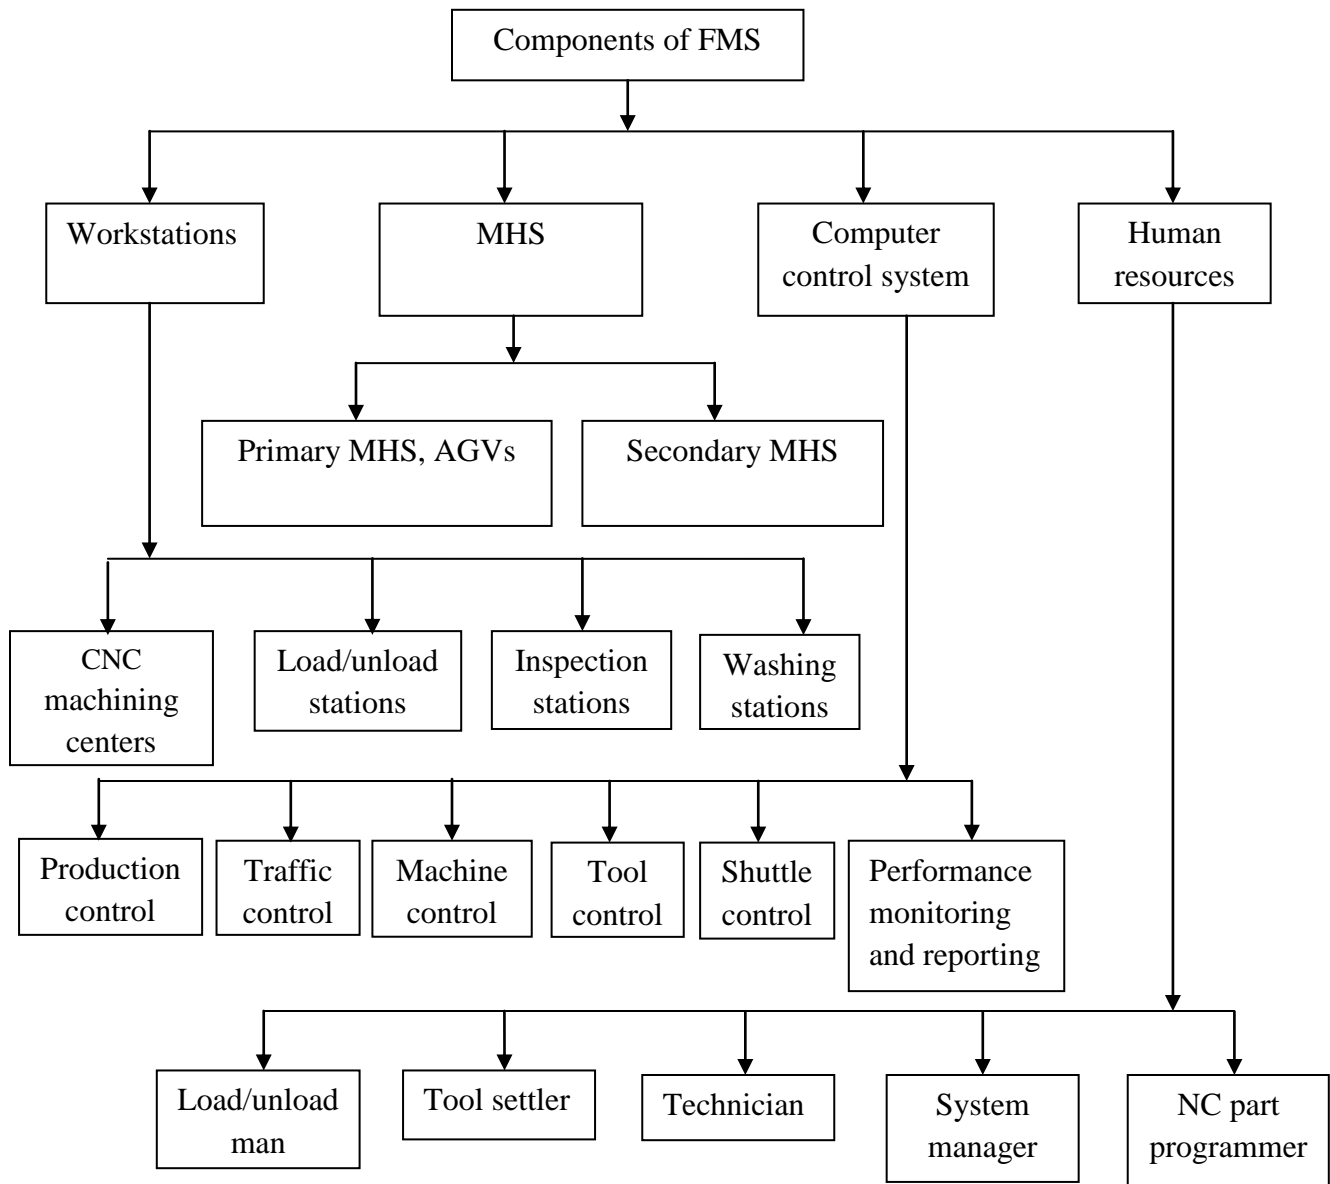 Components of FMS
Workstations
MHS
Computer
control system
Human
resources
Primary MHS, AGVs
Secondary MHS
CNC
machining
centers
Load/unload
stations
Inspection
stations
Washing
stations
Production
control
Traffic
control
Machine
control
Tool
control
Shuttle
control
Performance
monitoring
and reporting
Load/unload
man
Tool settler
Technician
System
manager
NC part
programmer